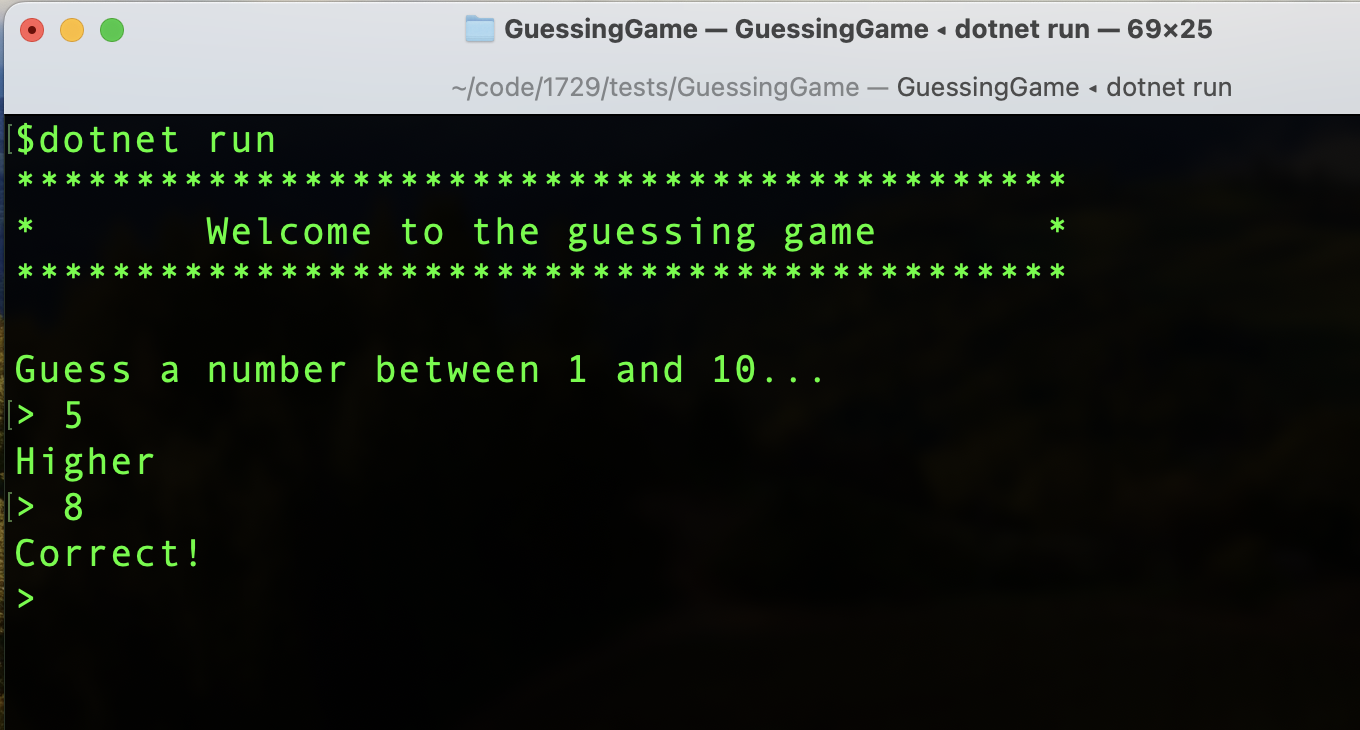 GuessingGame — GuessingGame ◂ dotnet run — 69×25
~/code/1729/tests/GuessingGame — GuessingGame ◂ dotnet run
[$dotnet run
********************************************
*       Welcome to the guessing game       *
********************************************
Guess a number between 1 and 10...
[> 5
Higher
[> 8
Correct!
>